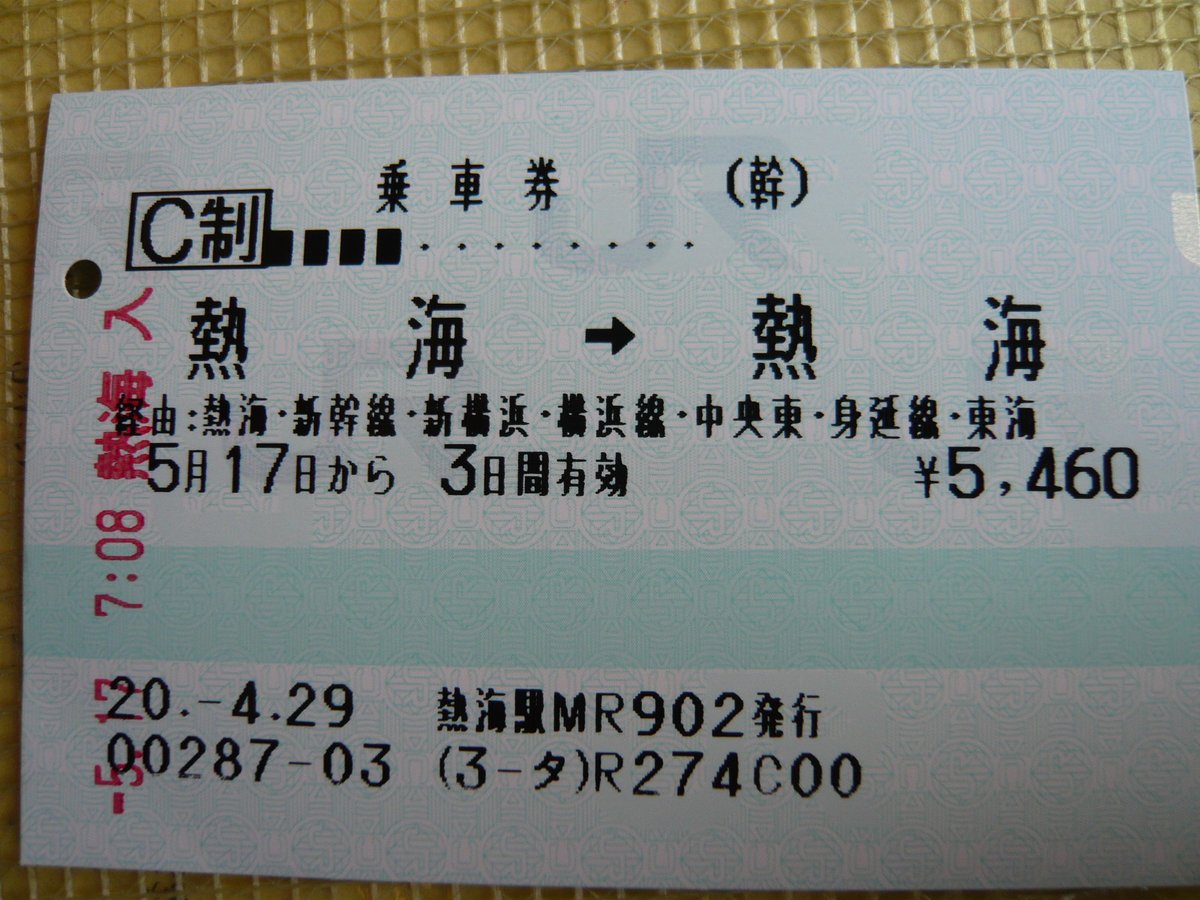 乗車券 (幹)
C制
熱海 → 熱海
経由:熱海・新幹線・新横浜・横浜線・中央東・身延線・東海
5月17日から 3日間有効 ¥5,460
20.-4.29 熱海駅MR902発行
00287-03 (3-タ)R274C00
-5.17 7:08 熱海 入